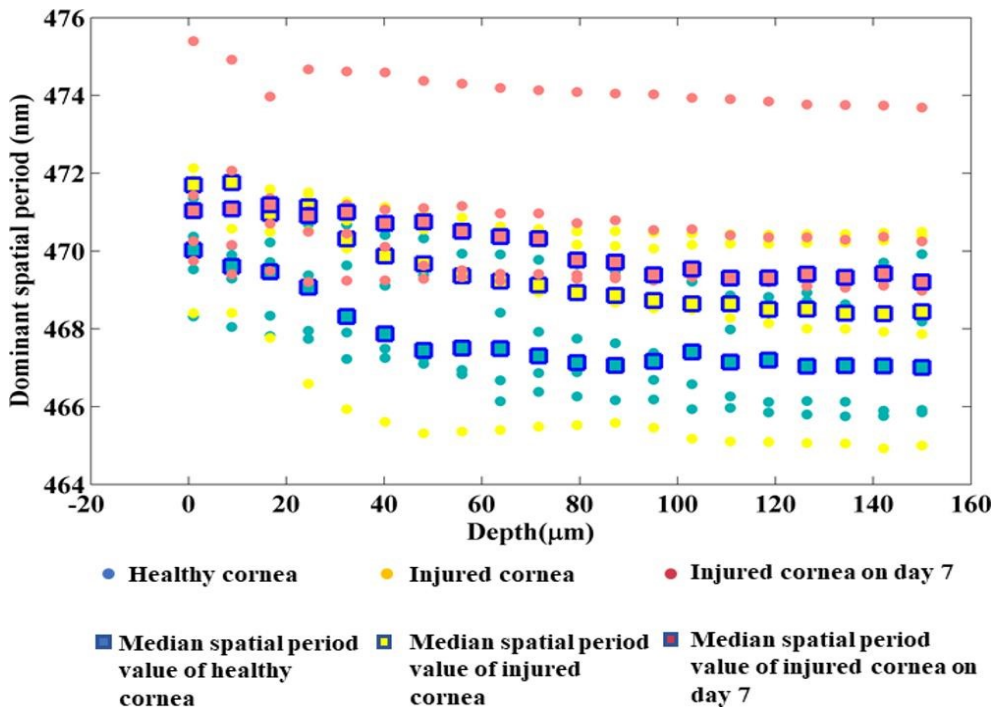 476
474
472
470
468
466
464
Dominant spatial period (nm)
-20
0
20
40
60
80
100
120
140
160
Depth(μm)
Healthy cornea
Injured cornea
Injured cornea on day 7
Median spatial period
value of healthy
cornea
Median spatial period
value of injured
cornea
Median spatial period
value of injured cornea on
day 7